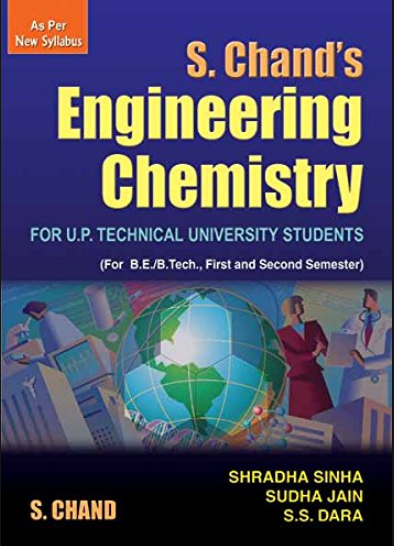 As Per
New Syllabus
S. Chand's
Engineering
Chemistry
FOR U.P. TECHNICAL UNIVERSITY STUDENTS
(For B.E./B.Tech., First and Second Semester)
SHRADHA SINHA
SUDHA JAIN
S.S. DARA
S. CHAND